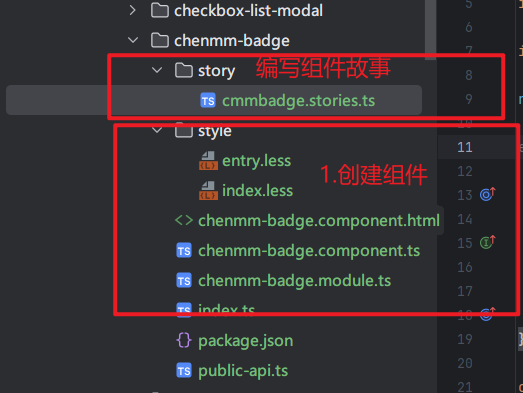 checkbox-list-modal
chenmm-badge
story 编写组件故事
TS cmmbadge.stories.ts
style
entry.less
index.less
1.创建组件
<> chenmm-badge.component.html
TS chenmm-badge.component.ts
TS chenmm-badge.module.ts
TS index.ts
{} package.json
TS public-api.ts
5
6
7
8
9
11
13
14
15
16
17
18
19
20
21